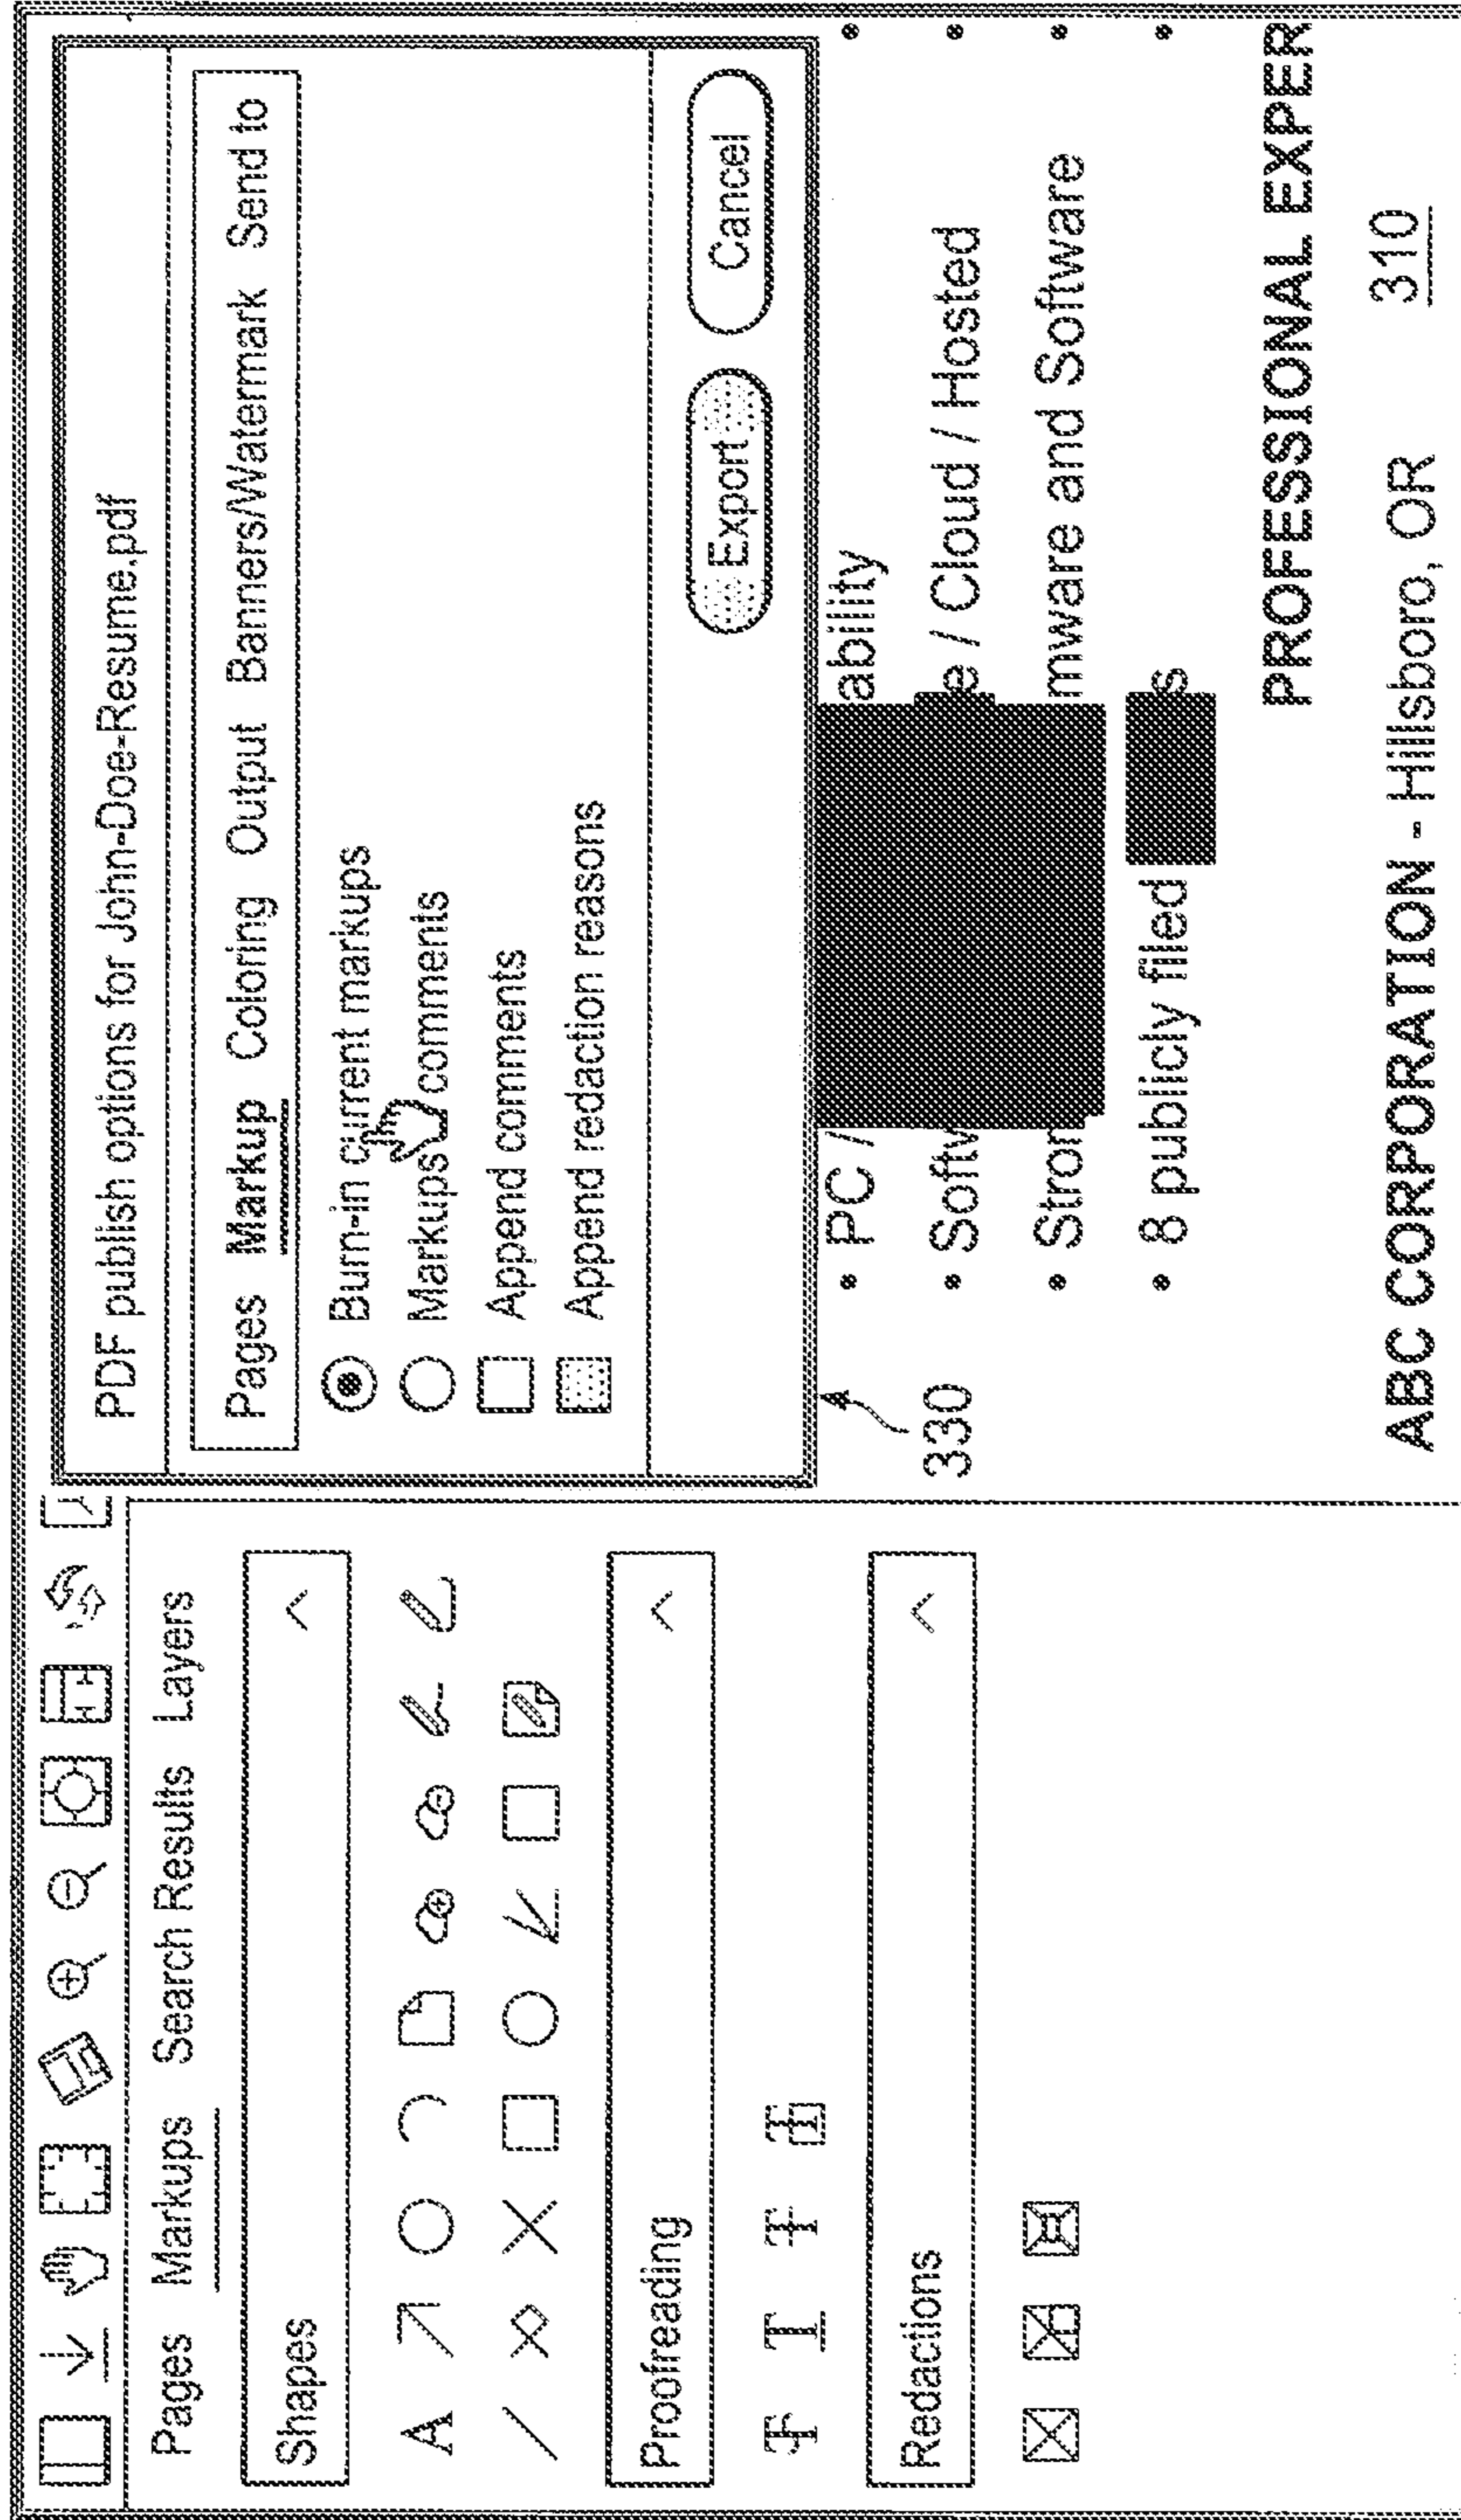 Pages Markups Search Results Layers
Shapes
A
Proofreading
T T T T
Redactions
PDF publish options for John-Doe-Resume.pdf
Pages Markup Coloring Output Banners/Watermark Send to
Burn-in current markups
Markups comments
Append comments
Append redaction reasons
Export Cancel
330
• PC / ability •
• Softw e / Cloud / Hosted •
• Stron mware and Software •
• 8 publicly filed s •
PROFESSIONAL EXPER
ABC CORPORATION - Hillsboro, OR
310